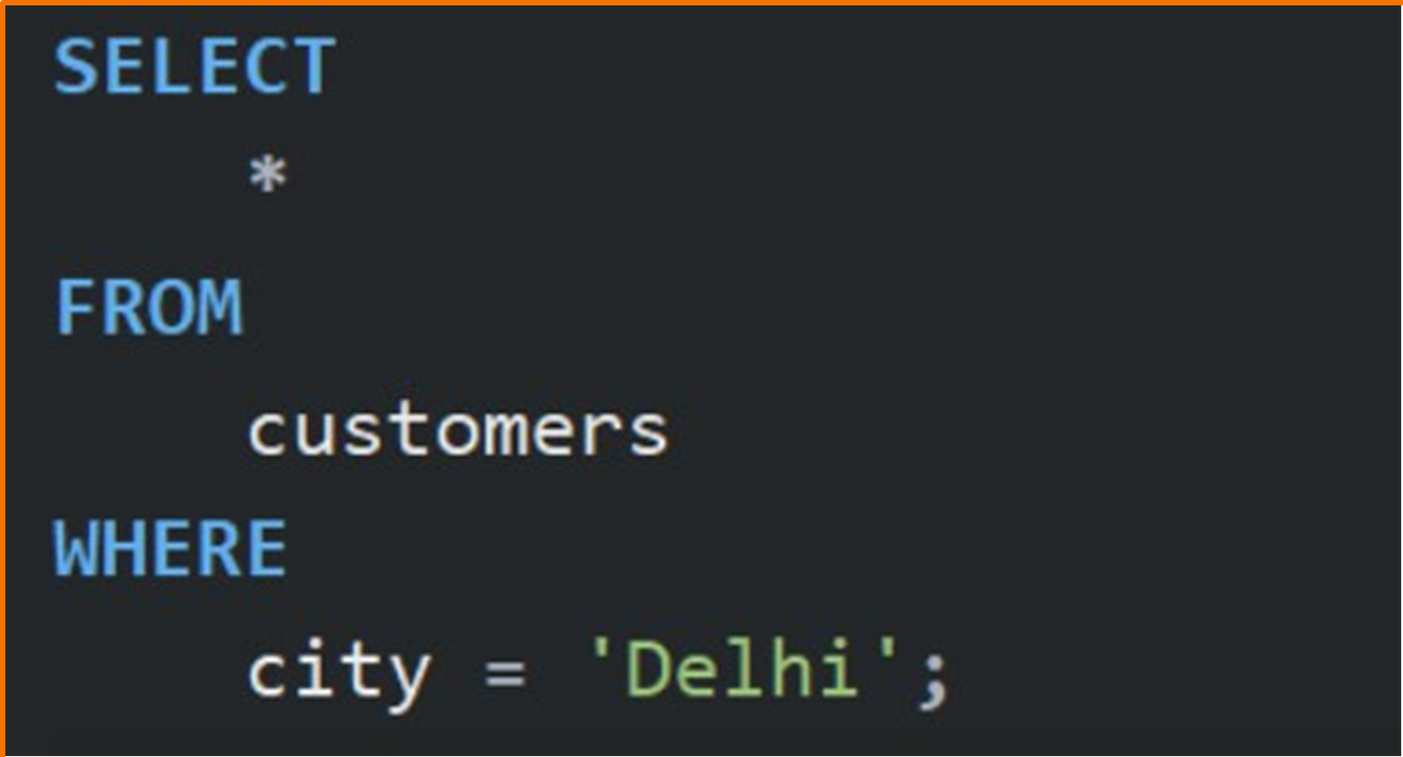 SELECT
    *
FROM
    customers
WHERE
    city = 'Delhi';